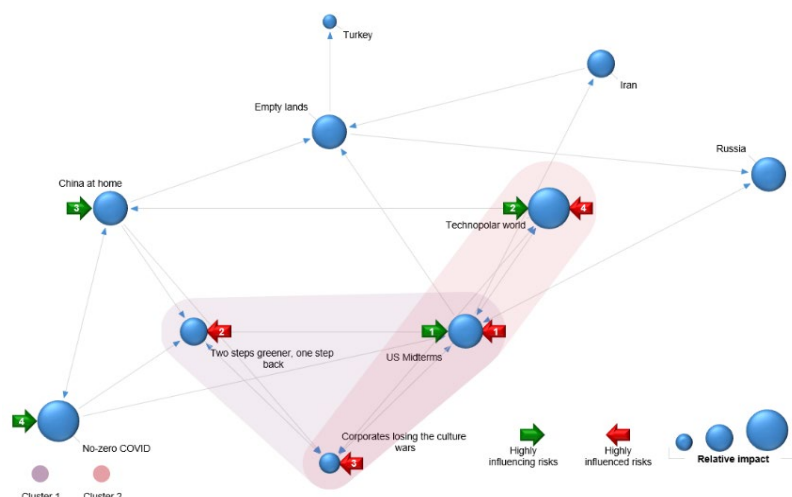 Turkey
Iran
Empty lands
Russia
China at home
3
2
4
Technopolar world
2
1
1
Two steps greener, one step
back
US Midterms
4
No-zero COVID
Corporates losing the culture
wars
3
Highly
influencing risks
Highly
influenced risks
Relative impact
Cluster 1
Cluster 2